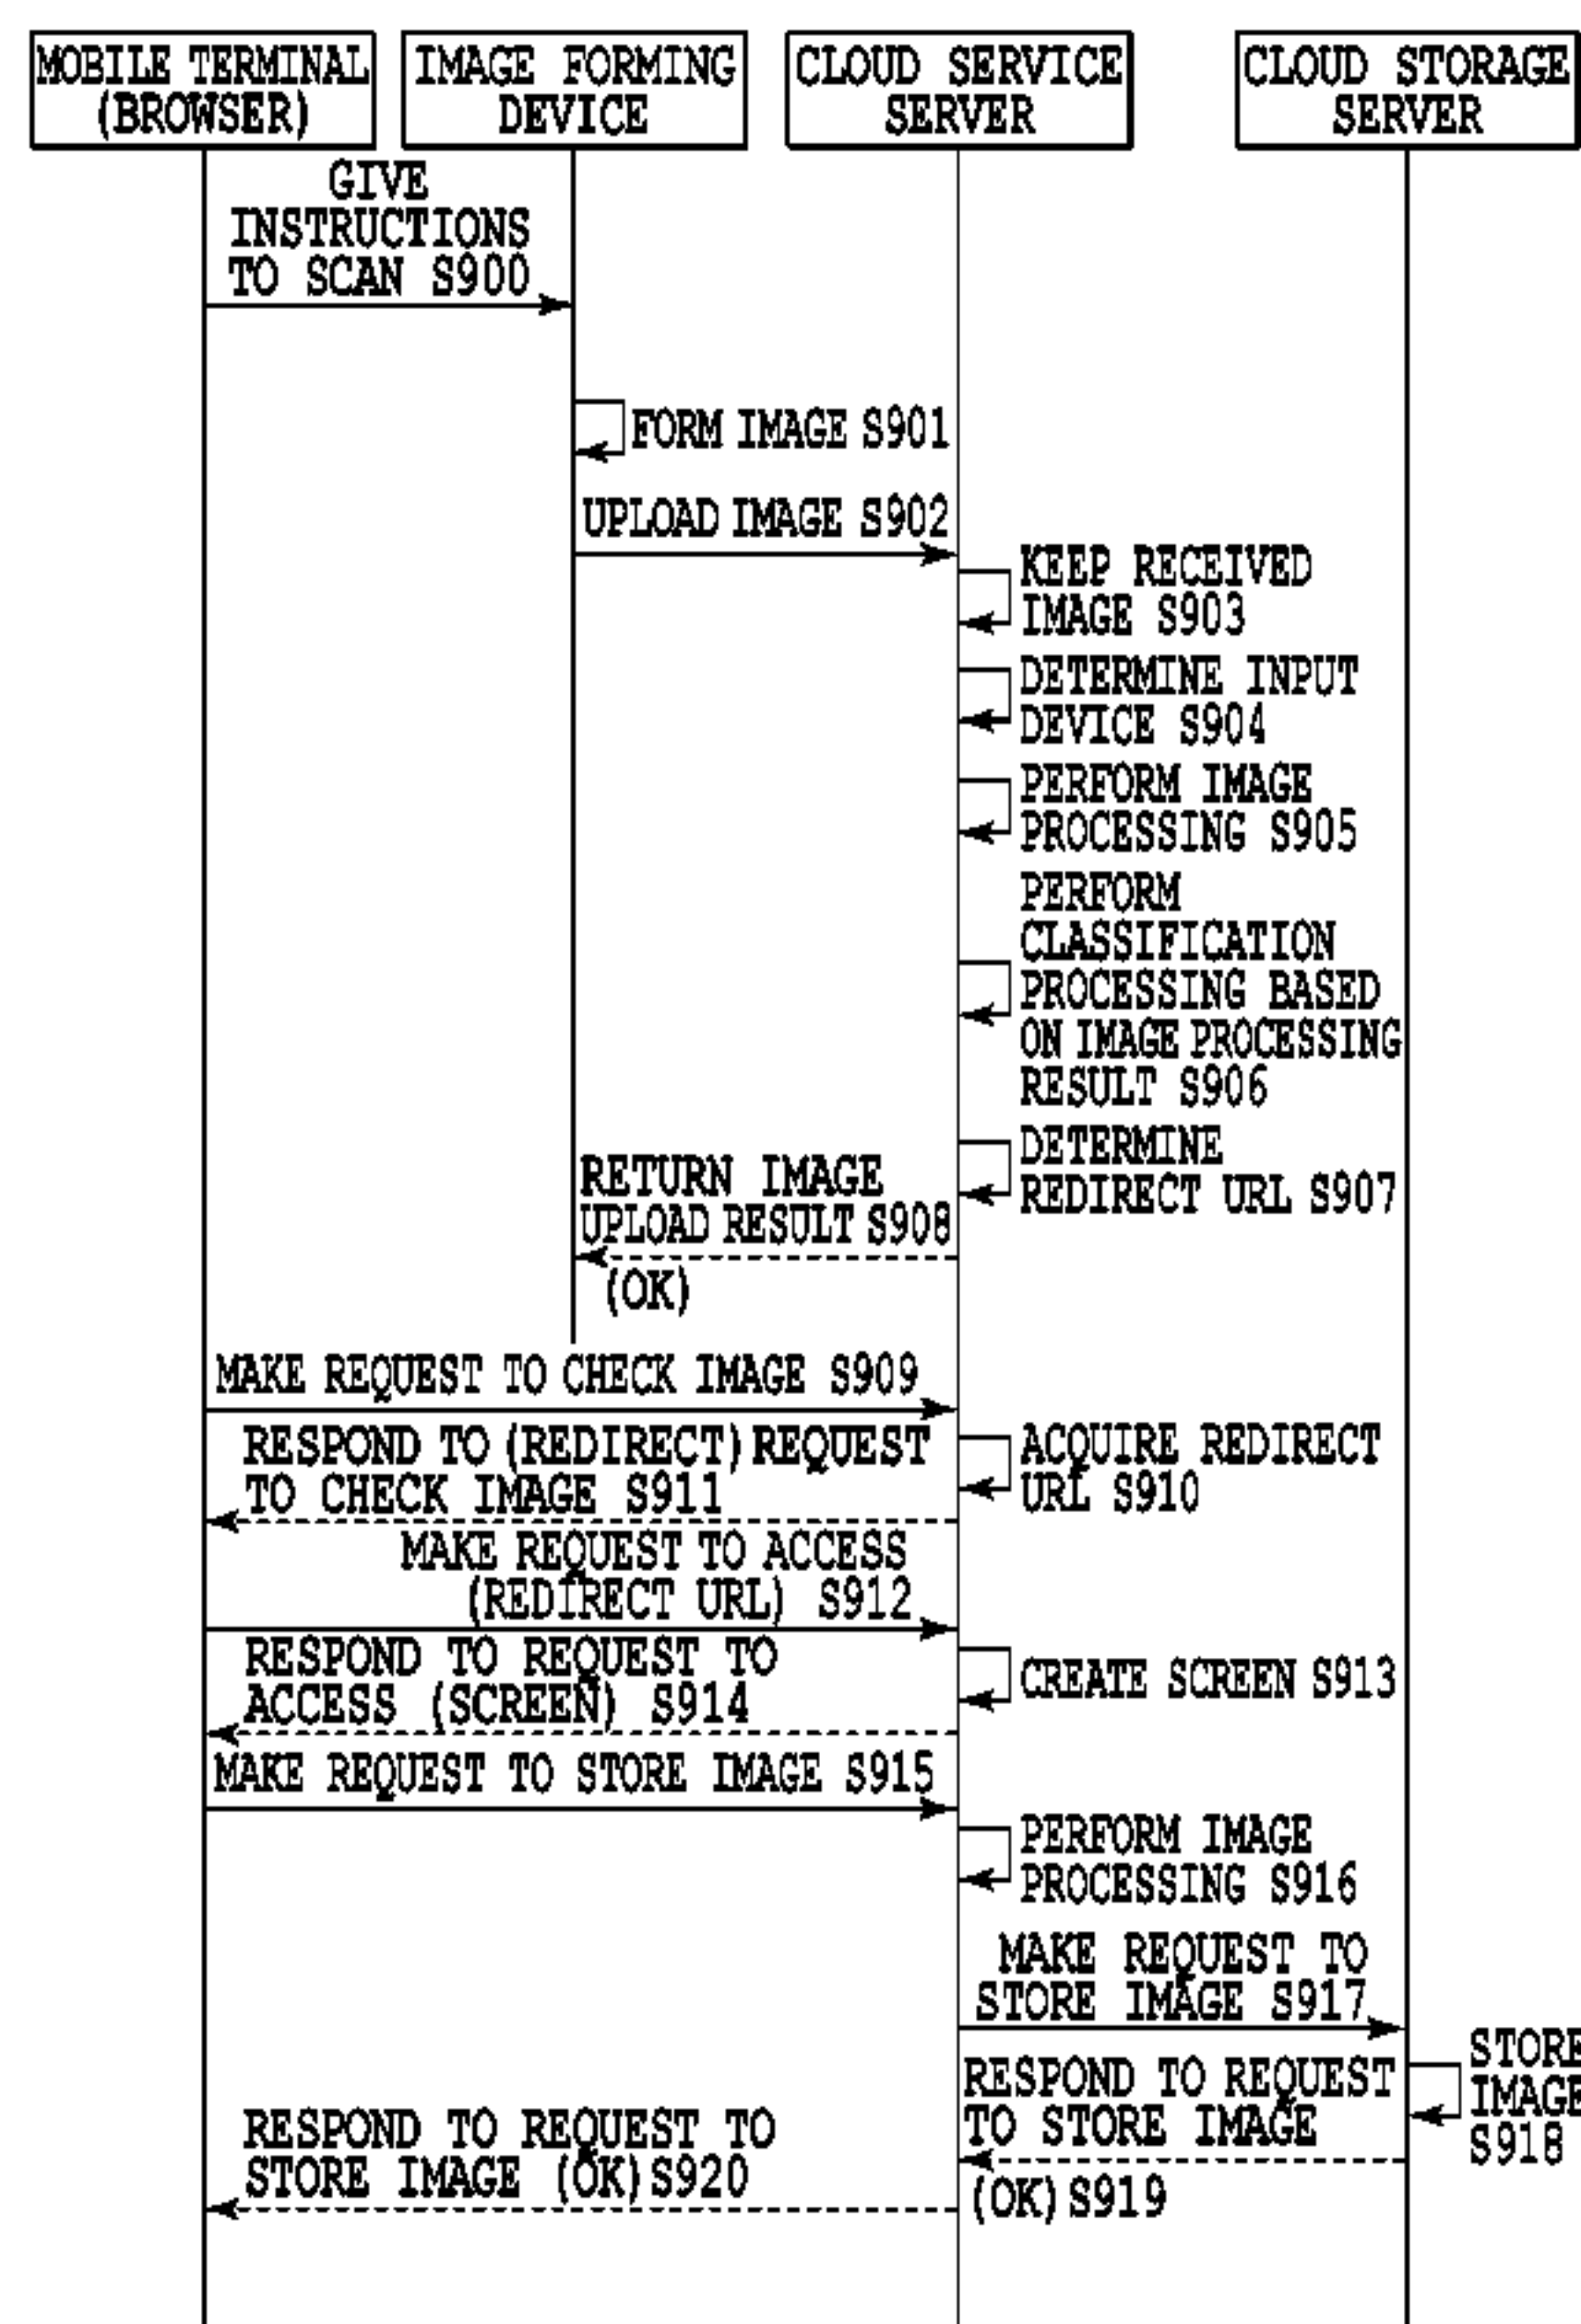 MOBILE TERMINAL
(BROWSER)
IMAGE FORMING
DEVICE
CLOUD SERVICE
SERVER
CLOUD STORAGE
SERVER
GIVE
INSTRUCTIONS
TO SCAN S900
FORM IMAGE S901
UPLOAD IMAGE S902
KEEP RECEIVED
IMAGE S903
DETERMINE INPUT
DEVICE S904
PERFORM IMAGE
PROCESSING S905
PERFORM
CLASSIFICATION
PROCESSING BASED
ON IMAGE PROCESSING
RESULT S906
DETERMINE
REDIRECT URL S907
RETURN IMAGE
UPLOAD RESULT S908
(OK)
MAKE REQUEST TO CHECK IMAGE S909
ACQUIRE REDIRECT
URL S910
RESPOND TO (REDIRECT) REQUEST
TO CHECK IMAGE S911
MAKE REQUEST TO ACCESS
(REDIRECT URL) S912
CREATE SCREEN S913
RESPOND TO REQUEST TO
ACCESS (SCREEN) S914
MAKE REQUEST TO STORE IMAGE S915
PERFORM IMAGE
PROCESSING S916
MAKE REQUEST TO
STORE IMAGE S917
STORE
IMAGE
S918
RESPOND TO REQUEST
TO STORE IMAGE
(OK) S919
RESPOND TO REQUEST TO
STORE IMAGE (OK) S920